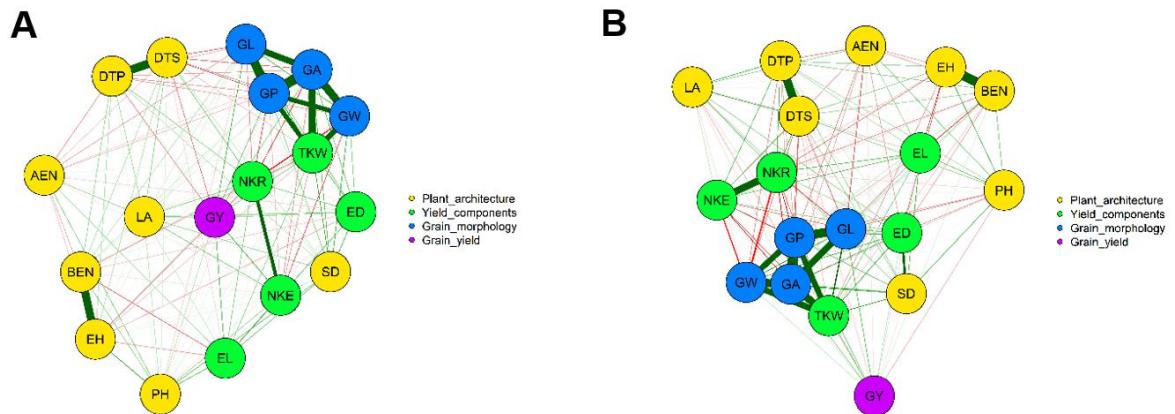 A
GL
DTS
DTP
GA
GP
GW
TKW
AEN
NKR
LA
GY
ED
BEN
SD
NKE
EH
EL
PH
Plant_architecture
Yield_components
Grain_morphology
Grain_yield
B
AEN
DTP
EH
LA
BEN
DTS
EL
NKR
PH
NKE
GL
ED
GP
GW
GA
SD
TKW
GY
Plant_architecture
Yield_components
Grain_morphology
Grain_yield